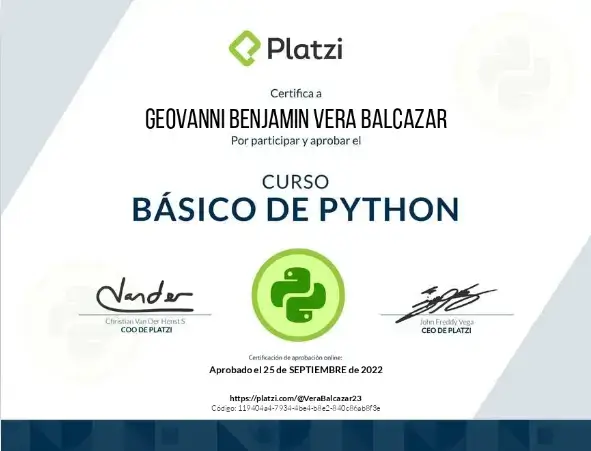 Platzi
Certifica a
GEOVANNI BENJAMIN VERA BALCAZAR
Por participar y aprobar el
CURSO
BÁSICO DE PYTHON
Christian Van Der Henst S.
COO DE PLATZI
John Freddy Vega
CEO DE PLATZI
Certificación de aprobación online:
Aprobado el 25 de SEPTIEMBRE de 2022
https://platzi.com/@VeraBalcazar23
Código: 119404a4-7934-4be4-b8e2-840c86ab8f3e